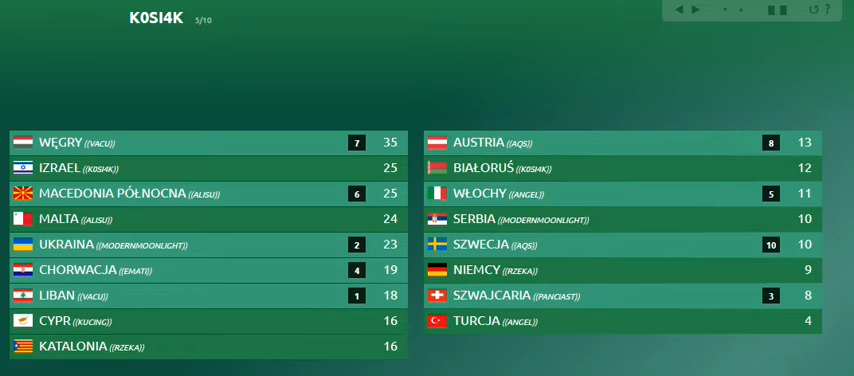 K0SI4K 5/10
?
WĘGRY ((VACU)) 7 35
IZRAEL ((K0SI4K)) 25
MACEDONIA PÓŁNOCNA ((ALISU)) 6 25
MALTA ((ALISU)) 24
UKRAINA ((MODERNMOONLIGHT)) 2 23
CHORWACJA ((EMATI)) 4 19
LIBAN ((VACU)) 1 18
CYPR ((KUCING)) 16
KATALONIA ((RZEKA)) 16
AUSTRIA ((AQS)) 8 13
BIAŁORUŚ ((K0SI4K)) 12
WŁOCHY ((ANGEL)) 5 11
SERBIA ((MODERNMOONLIGHT)) 10
SZWECJA ((AQS)) 10 10
NIEMCY ((RZEKA)) 9
SZWAJCARIA ((PANCIAST)) 3 8
TURCJA ((ANGEL)) 4